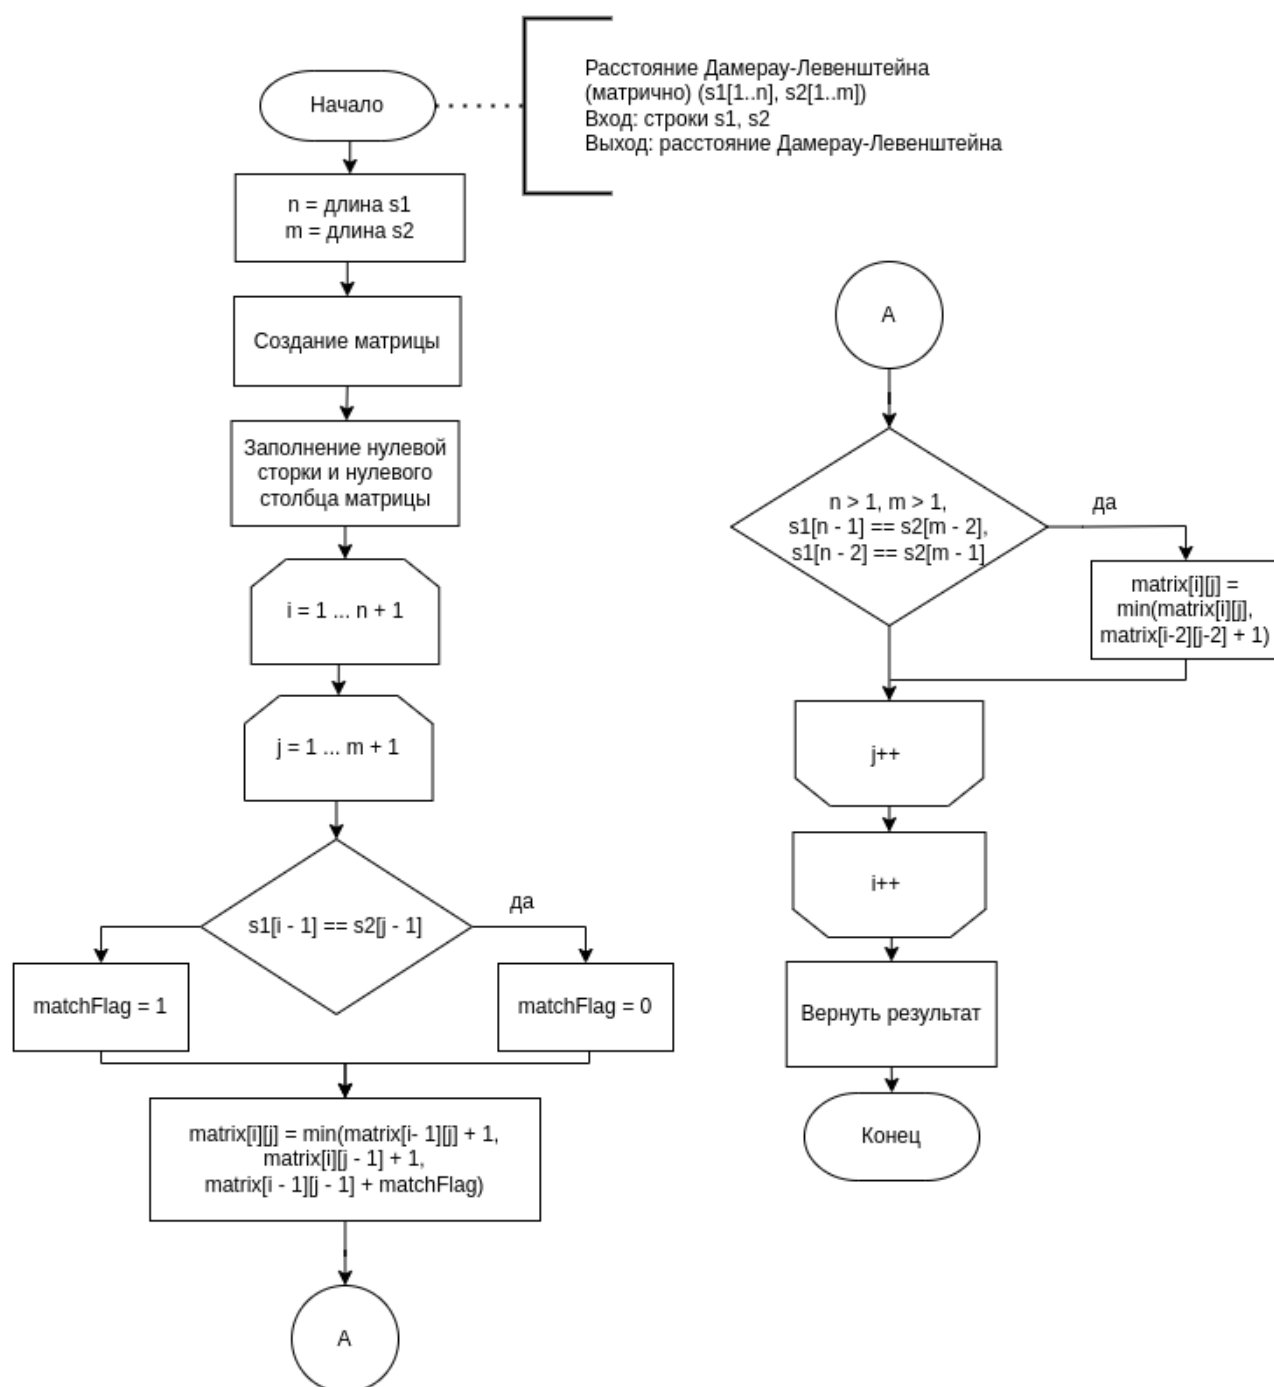 Начало
Расстояние Дамерау-Левенштейна
(матрично) (s1[1..n], s2[1..m])
Вход: строки s1, s2
Выход: расстояние Дамерау-Левенштейна
n = длина s1
m = длина s2
Создание матрицы
Заполнение нулевой
сторки и нулевого
столбца матрицы
i = 1 ... n + 1
j = 1 ... m + 1
s1[i - 1] == s2[j - 1]
да
matchFlag = 1
matchFlag = 0
matrix[i][j] = min(matrix[i- 1][j] + 1,
matrix[i][j - 1] + 1,
matrix[i - 1][j - 1] + matchFlag)
A
A
n > 1, m > 1,
s1[n - 1] == s2[m - 2],
s1[n - 2] == s2[m - 1]
да
matrix[i][j] =
min(matrix[i][j],
matrix[i-2][j-2] + 1)
j++
i++
Вернуть результат
Конец